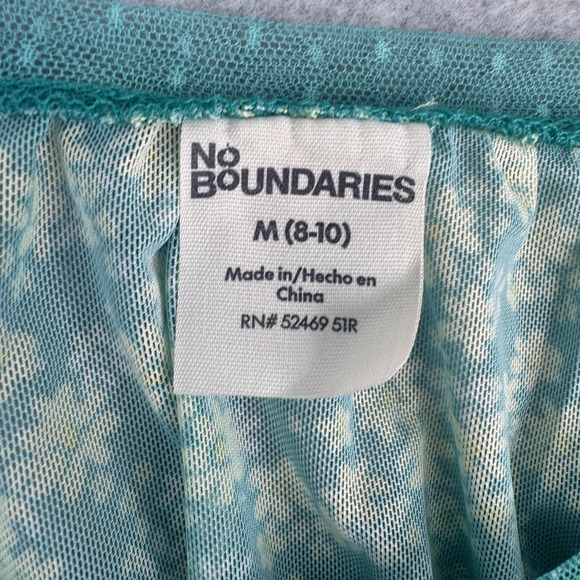 No
BOUNDARIES
M (8-10)
Made in/Hecho en
China
RN# 52469 51R